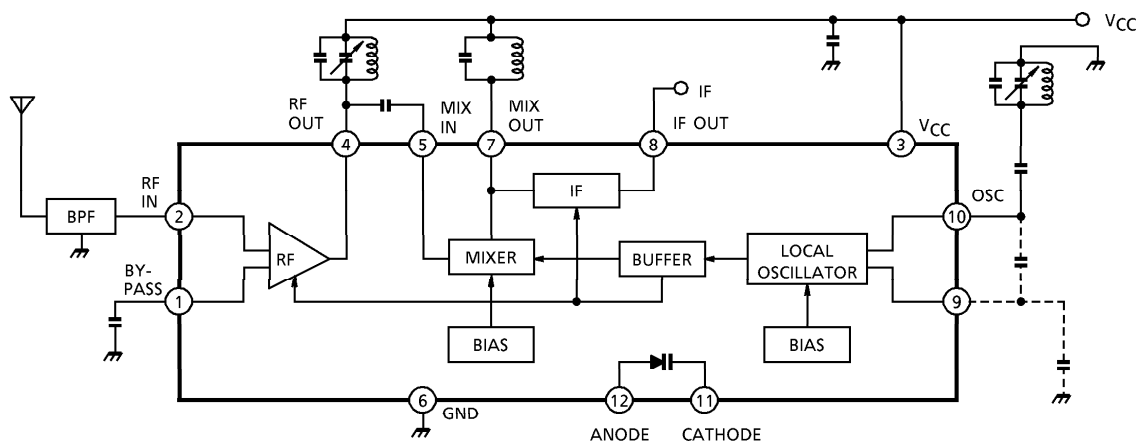 VCC
RF OUT
MIX IN
MIX OUT
IF
IF OUT
VCC
4
5
7
8
3
RF IN
BPF
2
RF
IF
MIXER
BUFFER
LOCAL OSCILLATOR
OSC
10
BY-PASS
1
9
BIAS
BIAS
6
GND
12
11
ANODE
CATHODE